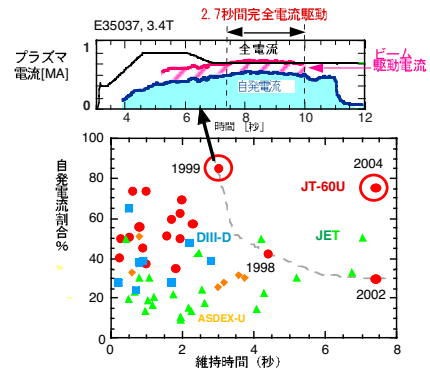 2.7秒間完全電流駆動
E35037, 3.4T
プラズマ
電流[MA]
1
0
全電流
自発電流
ビーム
駆動電流
4
6
8
10
12
時間 [秒]
自発電流割合%
100
80
60
40
20
0
1999
2004
JT-60U
DIII-D
JET
1998
2002
ASDEX-U
0
2
4
6
8
維持時間（秒）